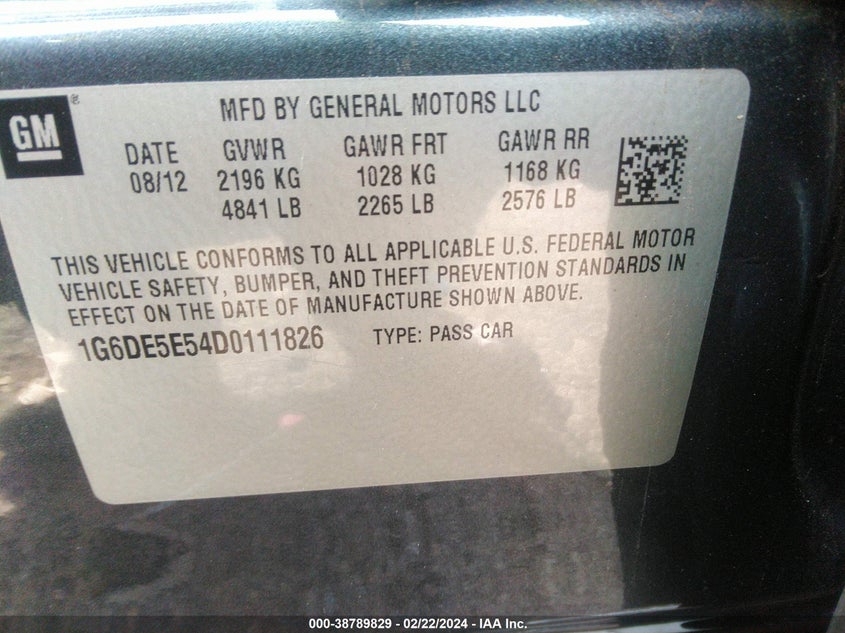 GM®
MFD BY GENERAL MOTORS LLC
DATE GVWR GAWR FRT GAWR RR
08/12 2196 KG 1028 KG 1168 KG
4841 LB 2265 LB 2576 LB
THIS VEHICLE CONFORMS TO ALL APPLICABLE U.S. FEDERAL MOTOR
VEHICLE SAFETY, BUMPER, AND THEFT PREVENTION STANDARDS IN
EFFECT ON THE DATE OF MANUFACTURE SHOWN ABOVE.
1G6DE5E54D0111826 TYPE: PASS CAR
000-38789829 - 02/22/2024 - IAA Inc.